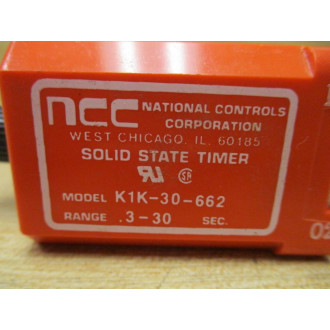 ncc NATIONAL CONTROLS
CORPORATION
WEST CHICAGO, IL. 60185
SOLID STATE TIMER
MODEL K1K-30-662
RANGE .3-30 SEC.
02